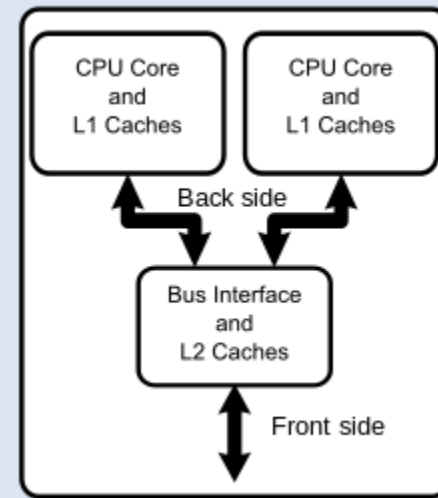 CPU Core
and
L1 Caches
CPU Core
and
L1 Caches
Back side
Bus Interface
and
L2 Caches
Front side